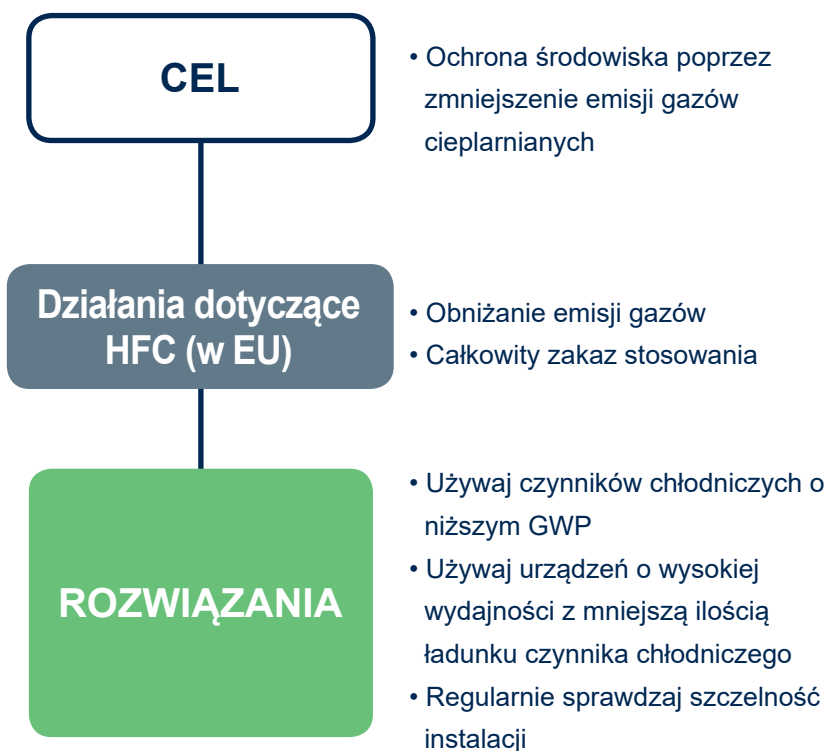 CEL
• Ochrona środowiska poprzez
zmniejszenie emisji gazów
cieplarnianych
Działania dotyczące
HFC (w EU)
• Obniżanie emisji gazów
• Całkowity zakaz stosowania
ROZWIĄZANIA
• Używaj czynników chłodniczych o
niższym GWP
• Używaj urządzeń o wysokiej
wydajności z mniejszą ilością
ładunku czynnika chłodniczego
• Regularnie sprawdzaj szczelność
instalacji